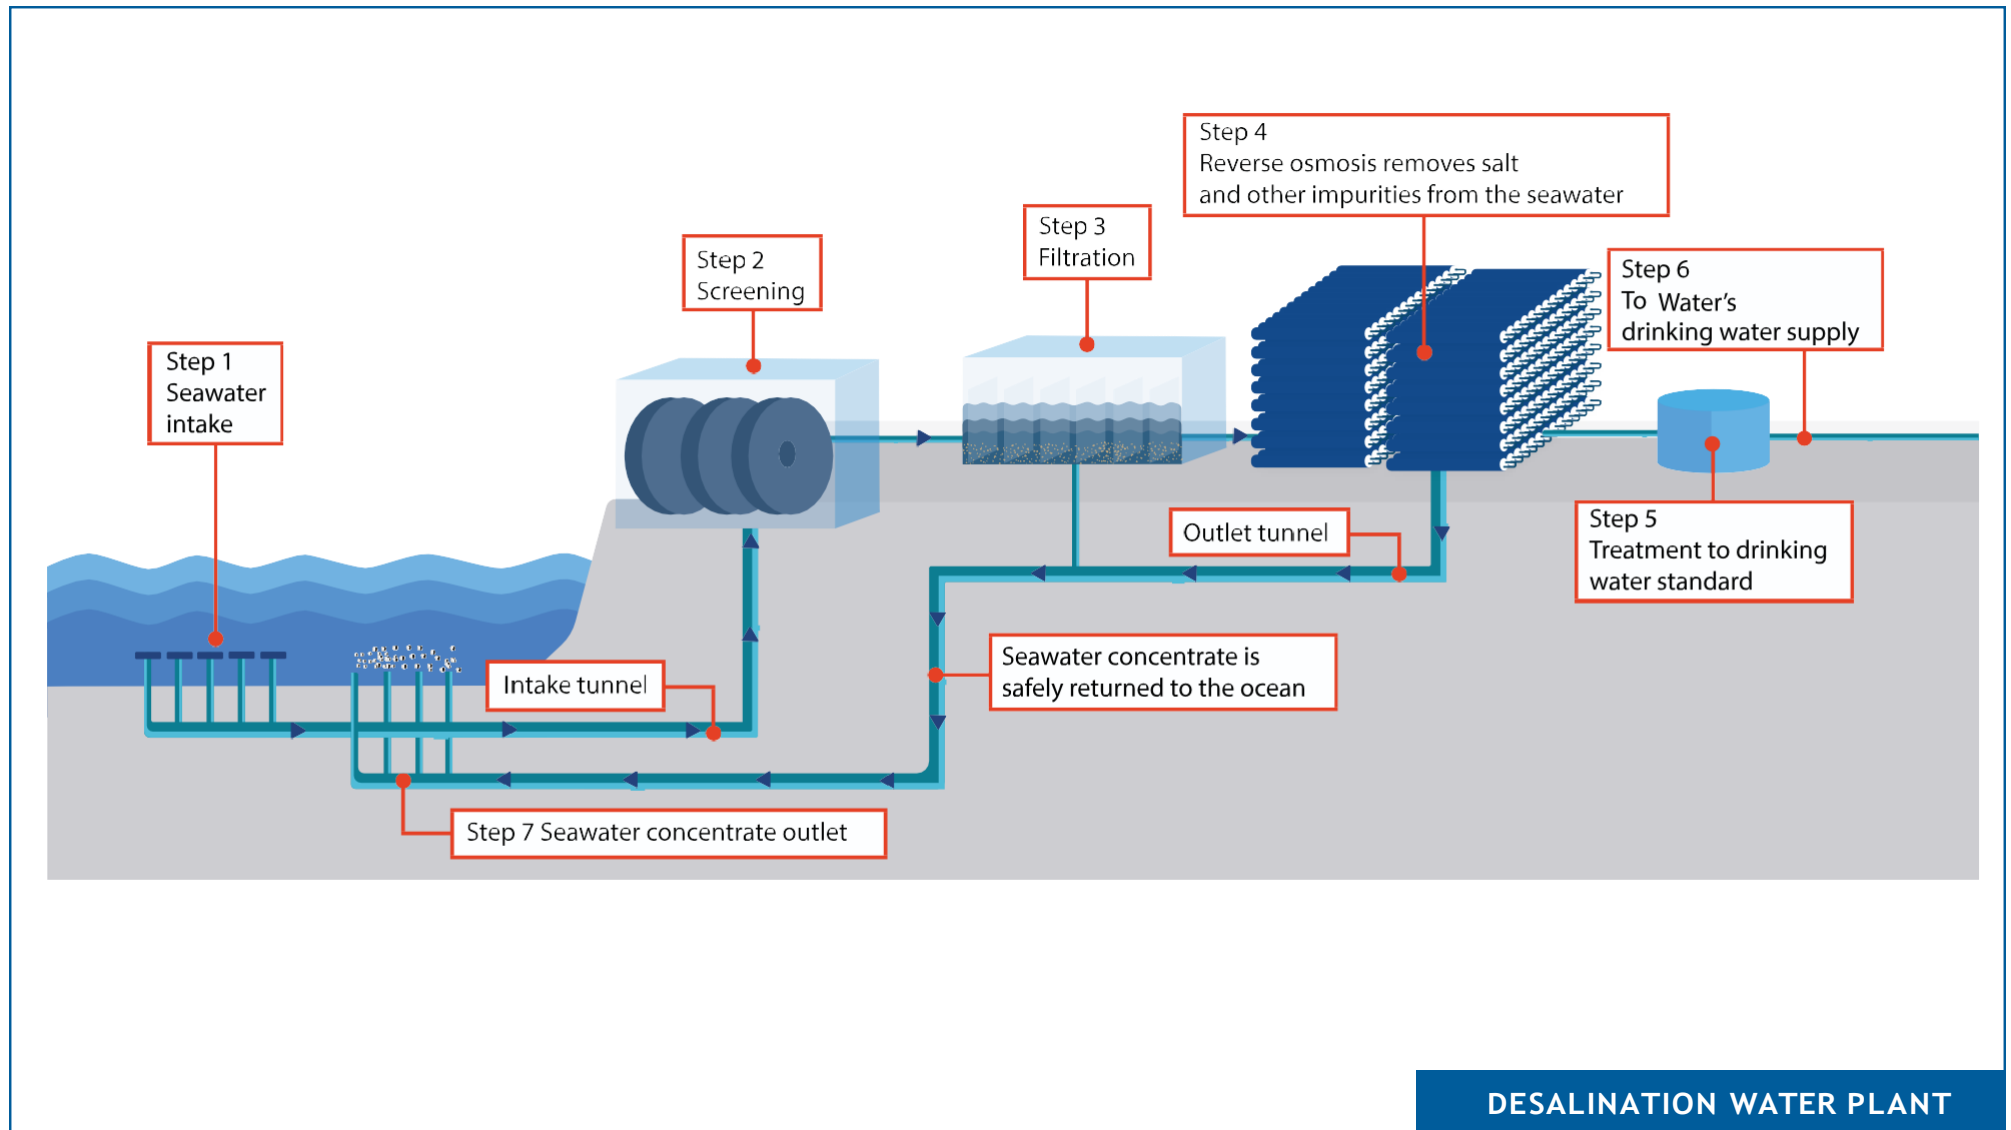 Step 1
Seawater
intake
Step 2
Screening
Step 3
Filtration
Step 4
Reverse osmosis removes salt
and other impurities from the seawater
Step 6
To Water's
drinking water supply
Step 5
Treatment to drinking
water standard
Outlet tunnel
Intake tunnel
Seawater concentrate is
safely returned to the ocean
Step 7 Seawater concentrate outlet
DESALINATION WATER PLANT